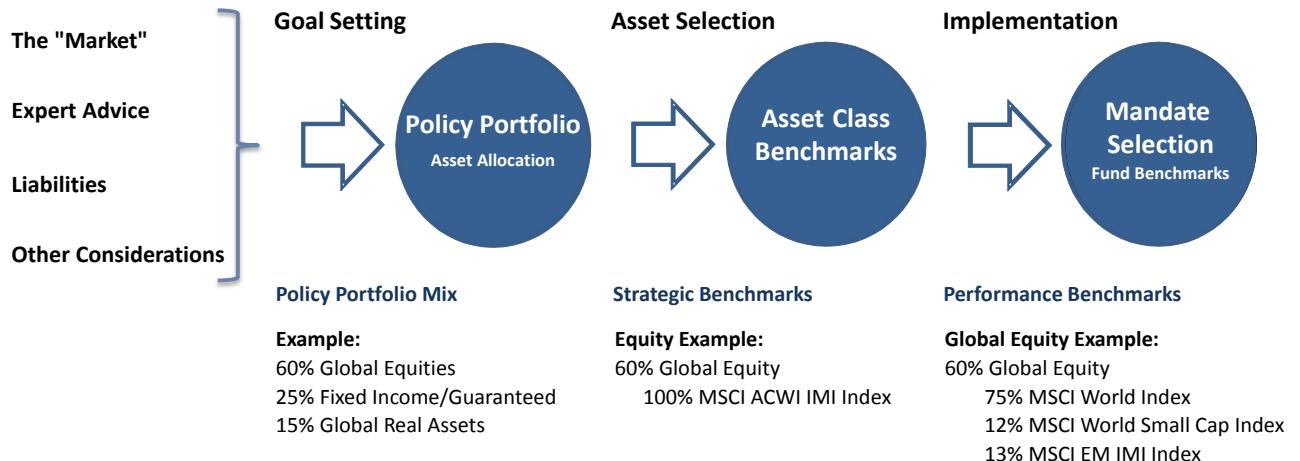 The "Market"
Expert Advice
Liabilities
Other Considerations
Goal Setting
Policy Portfolio
Asset Allocation
Policy Portfolio Mix
Example:
60% Global Equities
25% Fixed Income/Guaranteed
15% Global Real Assets
Asset Selection
Asset Class
Benchmarks
Strategic Benchmarks
Equity Example:
60% Global Equity
100% MSCI ACWI IMI Index
Implementation
Mandate
Selection
Fund Benchmarks
Performance Benchmarks
Global Equity Example:
60% Global Equity
75% MSCI World Index
12% MSCI World Small Cap Index
13% MSCI EM IMI Index